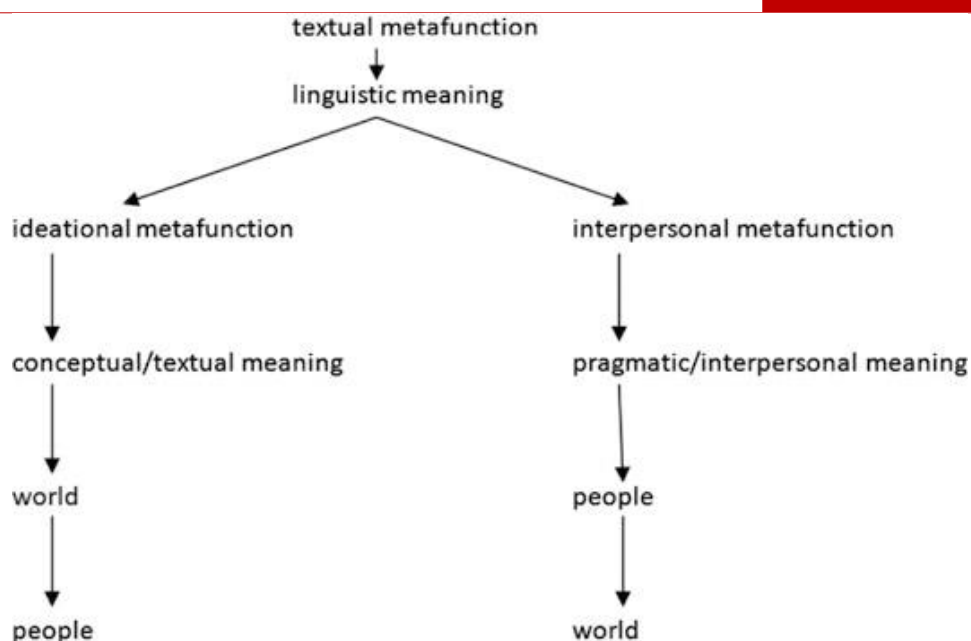 textual metafunction
linguistic meaning
ideational metafunction
interpersonal metafunction
conceptual/textual meaning
pragmatic/interpersonal meaning
world
people
people
world